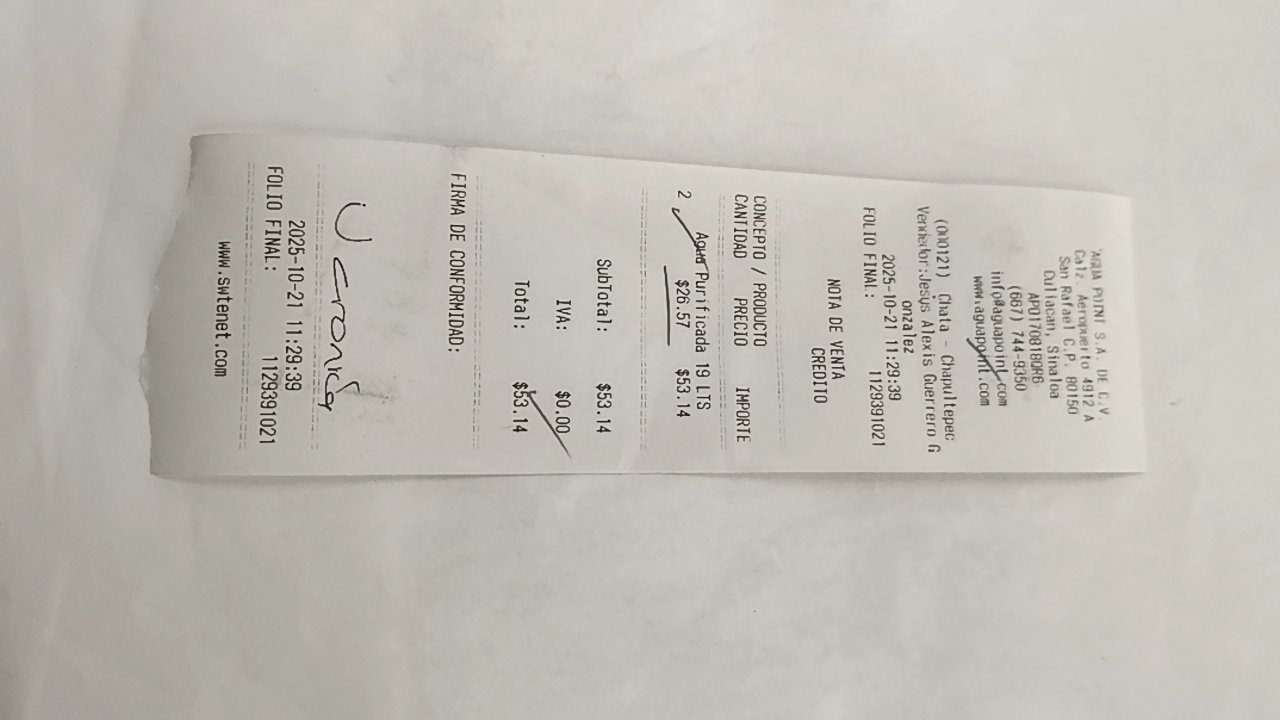 AGUA POINT S.A. DE C.V.
Calz. Aeropuerto 4912 A
San Rafael C.P. 80150
Culiacan, Sinaloa
APO170818DR6
(667) 744-9350
info@aguapoint.com
www.aguapoint.com
(000121) Chata - Chapultepec
Vendedor:Jesus Alexis Guerrero G
onzalez
2025-10-21 11:29:39
FOLIO FINAL: 1129391021
NOTA DE VENTA
CREDITO
CONCEPTO / PRODUCTO
CANTIDAD PRECIO IMPORTE
Agua Purificada 19 LTS
2 $26.57 $53.14
SubTotal: $53.14
IVA: $0.00
Total: $53.14
FIRMA DE CONFORMIDAD:
2025-10-21 11:29:39
FOLIO FINAL: 1129391021
www.swtenet.com